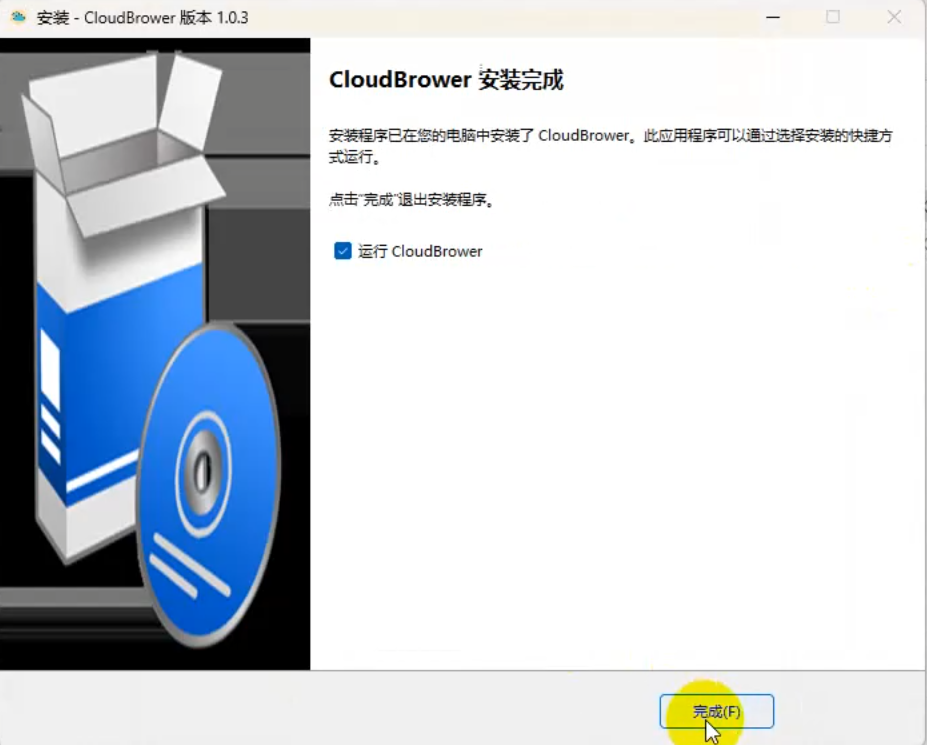 安装 - CloudBrower 版本 1.0.3
CloudBrower 安装完成
安装程序已在您的电脑中安装了 CloudBrower。此应用程序可以通过选择安装的快捷方
式运行。
点击“完成”退出安装程序。
运行 CloudBrower
完成(F)